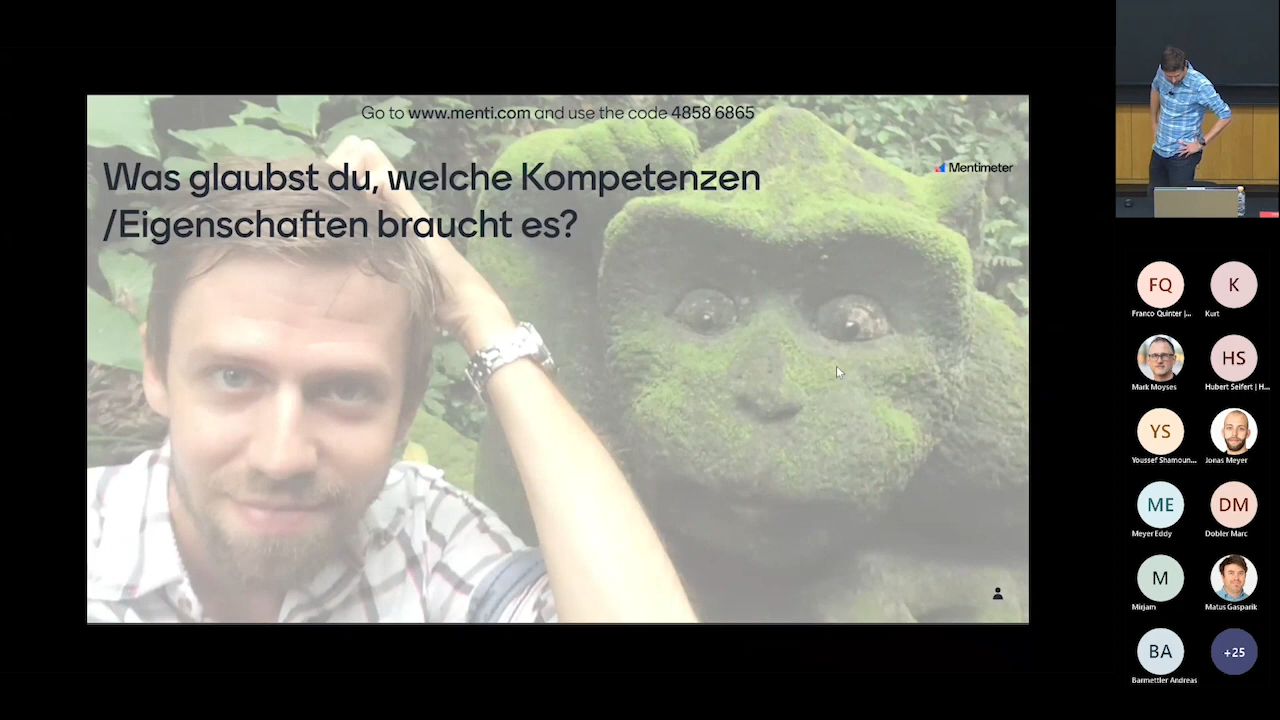 Go to www.menti.com and use the code 4858 6865
Mentimeter
Was glaubst du, welche Kompetenzen
/Eigenschaften braucht es?
FQ
K
Franco Quinter |...
Kurt
HS
Mark Moyses
Hubert Seifert | H...
YS
Youssef Shamoun...
Jonas Meyer
ME
DM
Meyer Eddy
Dobler Marc
M
Mirjam
Matus Gasparik
BA
+25
Barmettler Andreas